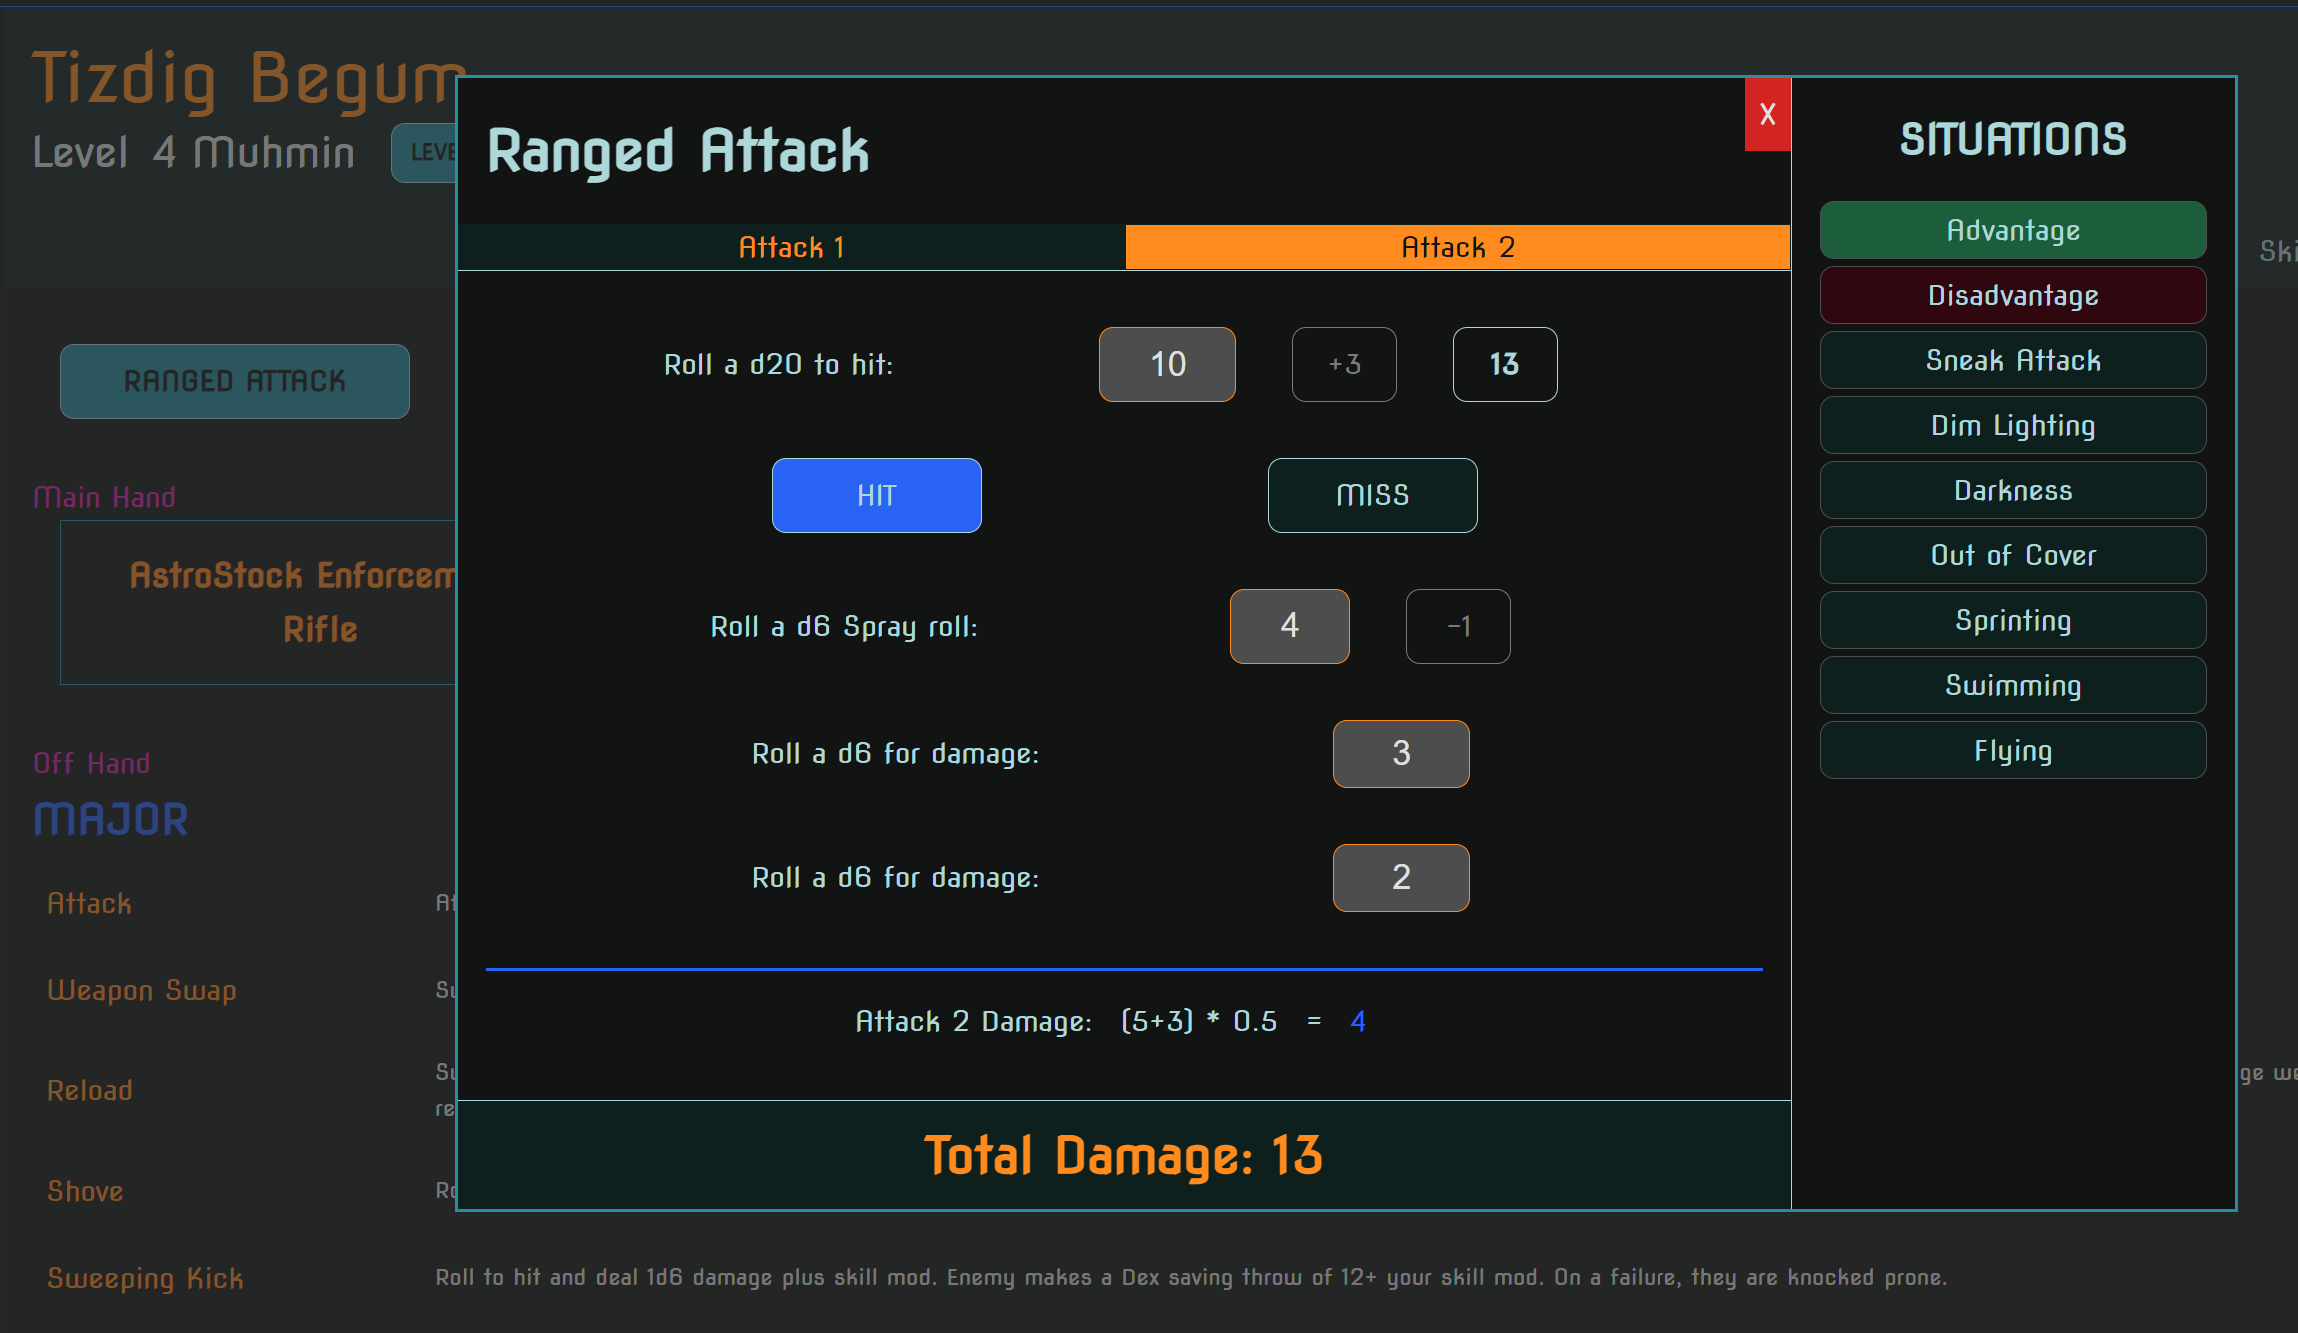 Tizdig Begum
Level 4 Muhmin
LEVE
RANGED ATTACK
Main Hand
AstroStock Enforcem
Rifle
Off Hand
MAJOR
Attack
Weapon Swap
Reload
Shove
Sweeping Kick
Roll to hit and deal 1d6 damage plus skill mod. Enemy makes a Dex saving throw of 12+ your skill mod. On a failure, they are knocked prone.
Ranged Attack
X
Attack 1
Attack 2
Roll a d20 to hit: 10 +3 13
HIT
MISS
Roll a d6 Spray roll: 4 -1
Roll a d6 for damage: 3
Roll a d6 for damage: 2
Attack 2 Damage: (5+3) * 0.5 = 4
Total Damage: 13
SITUATIONS
Advantage
Disadvantage
Sneak Attack
Dim Lighting
Darkness
Out of Cover
Sprinting
Swimming
Flying
Ski
ge we